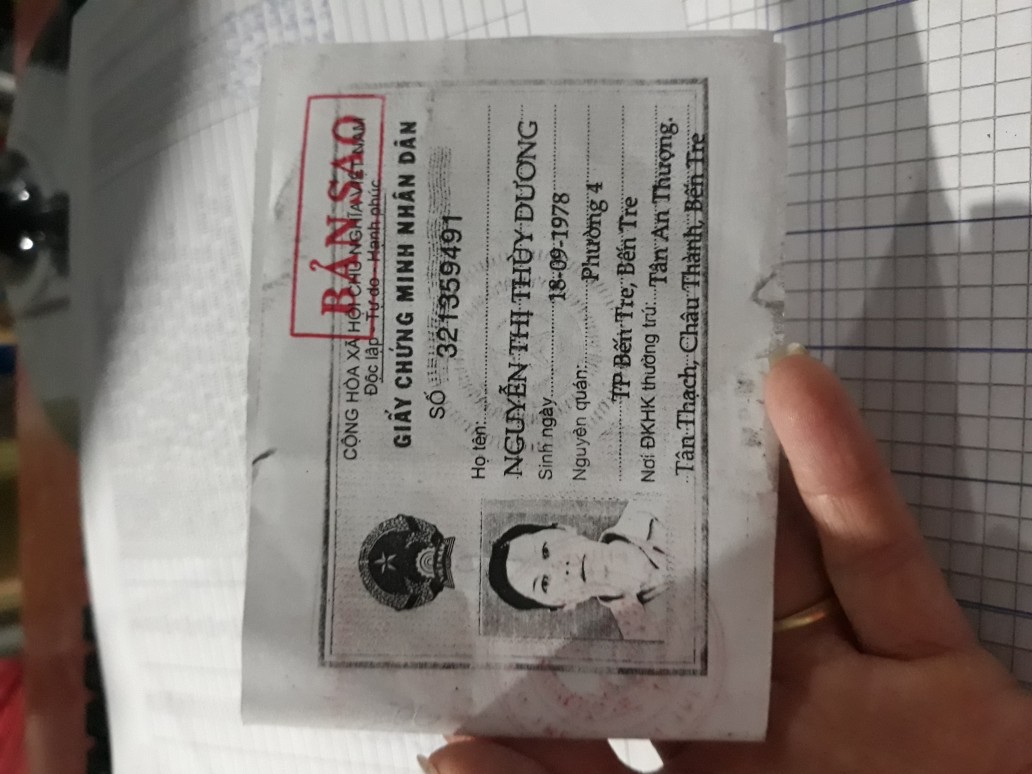 BẢN SAO
CỘNG HÒA XÃ HỘI CHỦ NGHĨA VIỆT NAM
Độc lập - Tự do - Hạnh phúc
GIẤY CHỨNG MINH NHÂN DÂN
SỐ 321359491
Họ tên:
NGUYỄN THỊ THÙY DƯƠNG
Sinh ngày 18-09-1978
Nguyên quán: Phường 4
TP Bến Tre, Bến Tre
Nơi ĐKHK thường trú: Tân An Thượng.
Tân Thạch, Châu Thành, Bến Tre